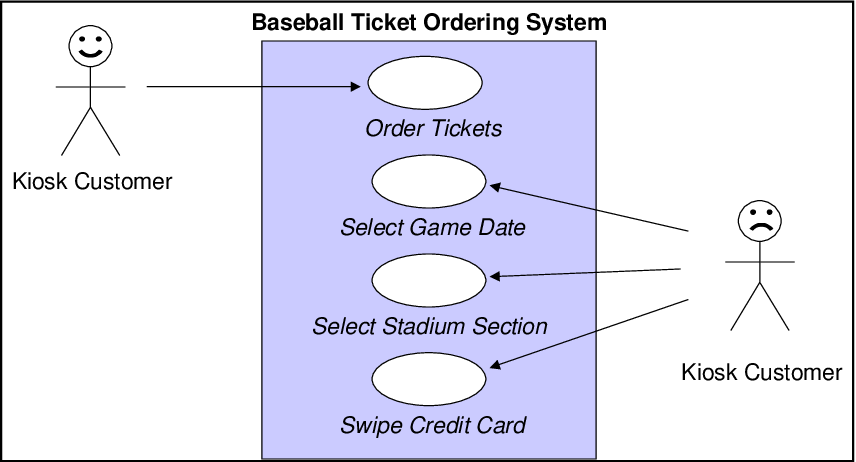 Baseball Ticket Ordering System
Order Tickets
Kiosk Customer
Select Game Date
Select Stadium Section
Kiosk Customer
Swipe Credit Card